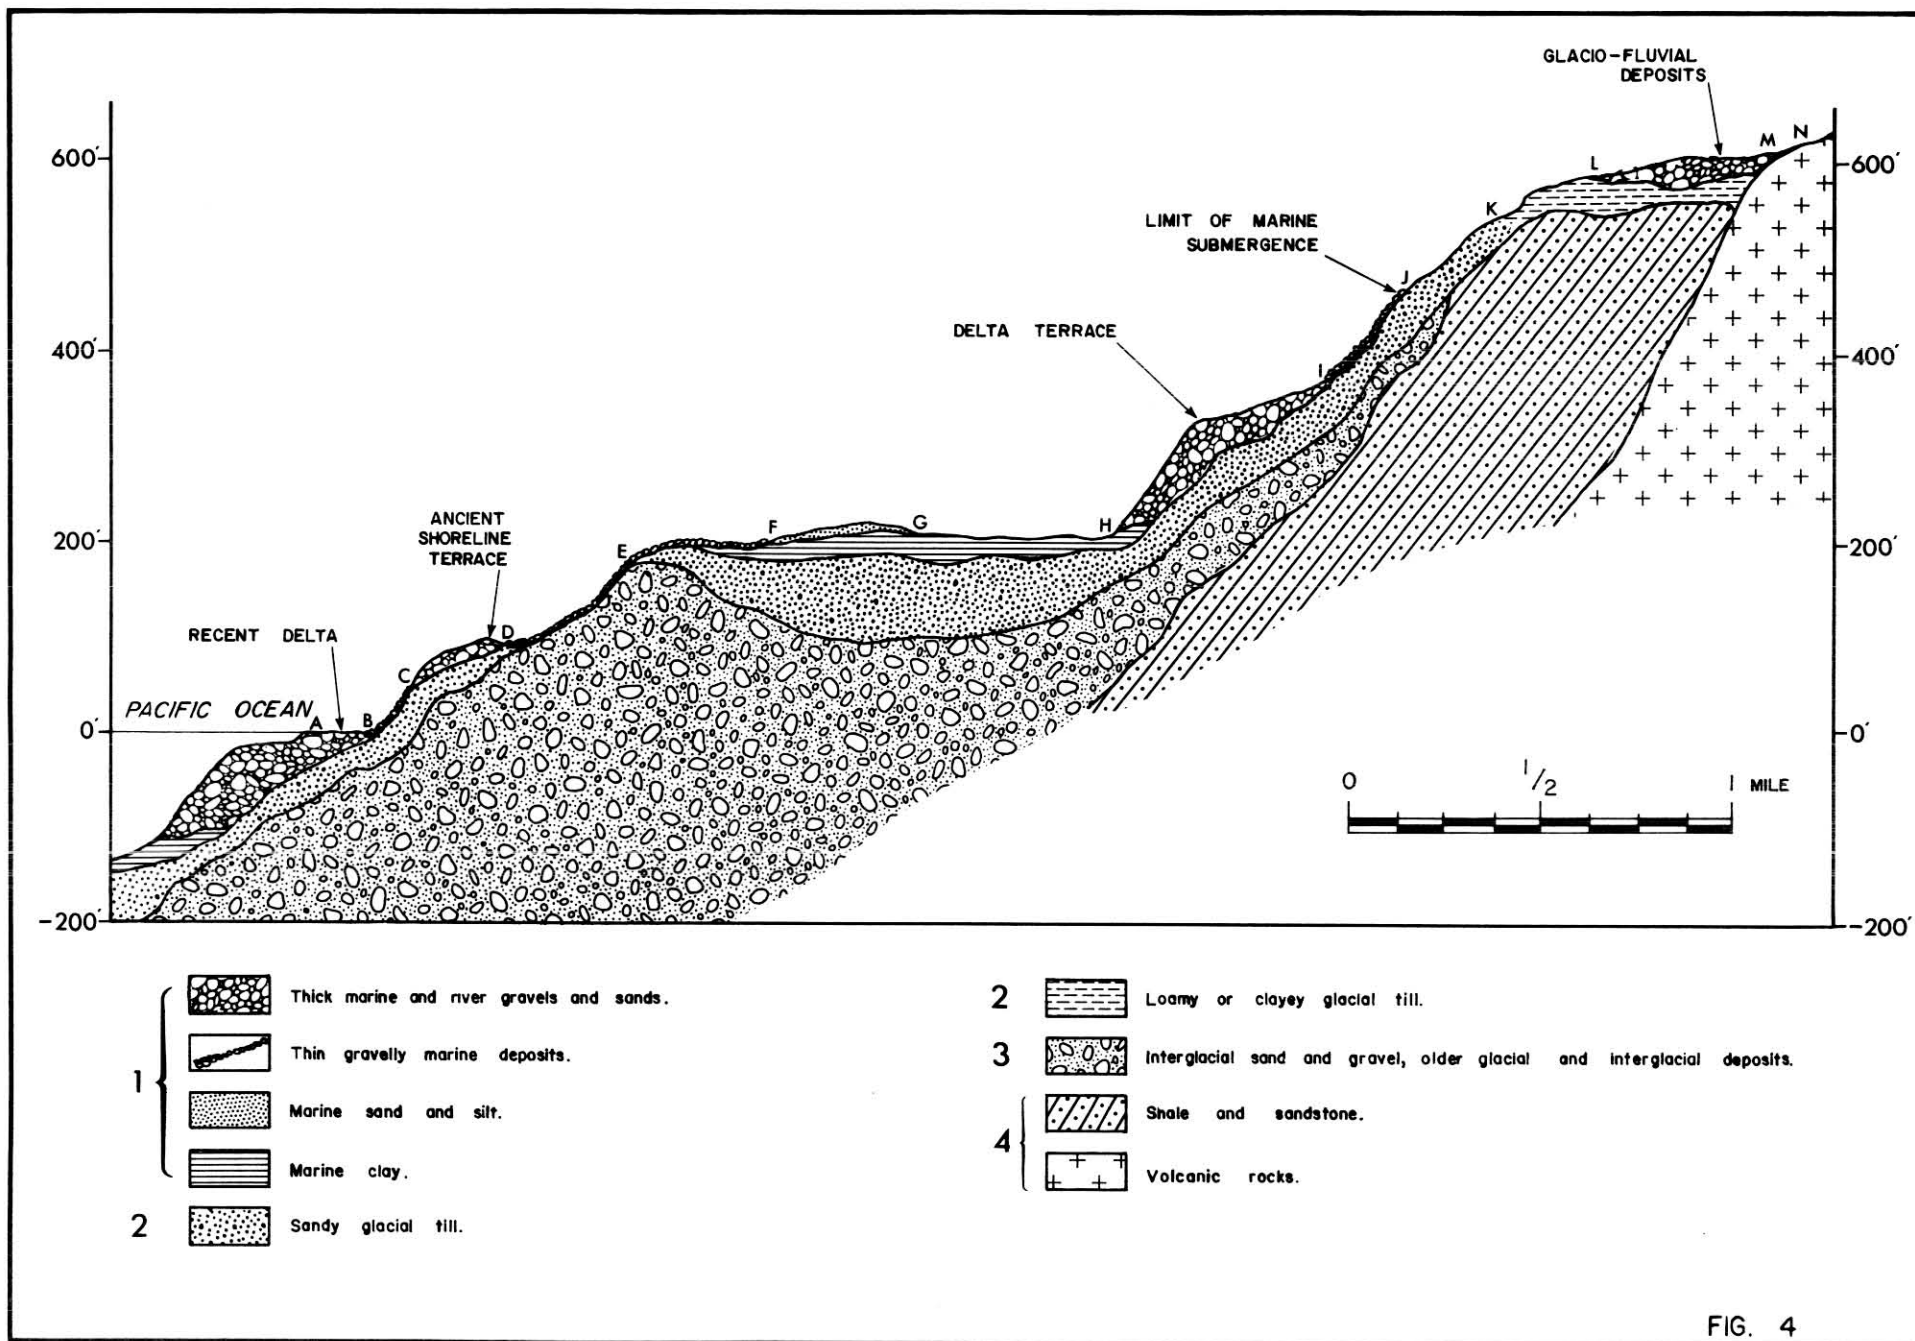 GLACIO-FLUVIAL
DEPOSITS
M N
600'
600'
L
K
LIMIT OF MARINE
SUBMERGENCE
J
DELTA TERRACE
400'
400'
I
ANCIENT
SHORELINE
TERRACE
F
G
H
200'
E
200'
RECENT DELTA
D
C
PACIFIC OCEAN
A
B
0'
0'
0
1/2
1 MILE
-200'
-200'
1
Thick marine and river gravels and sands.
Thin gravelly marine deposits.
Marine sand and silt.
Marine clay.
2
Sandy glacial till.
2
Loamy or clayey glacial till.
3
Interglacial sand and gravel, older glacial and interglacial deposits.
4
Shale and sandstone.
Volcanic rocks.
FIG. 4